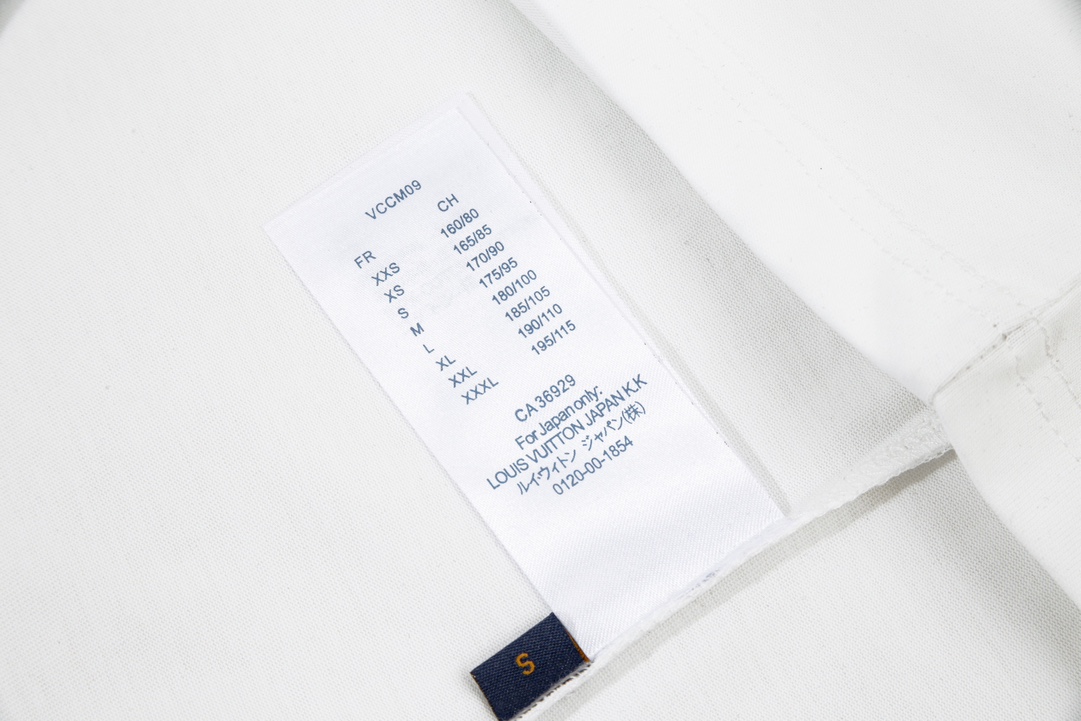 VCCM09
FR CH
XXS 160/80
XS 165/85
S 170/90
M 175/95
L 180/100
XL 185/105
XXL 190/110
XXXL 195/115
CA 36929
For Japan only:
LOUIS VUITTON JAPAN K.K
ルイ・ウィトン ジャパン(株)
0120-00-1854
S